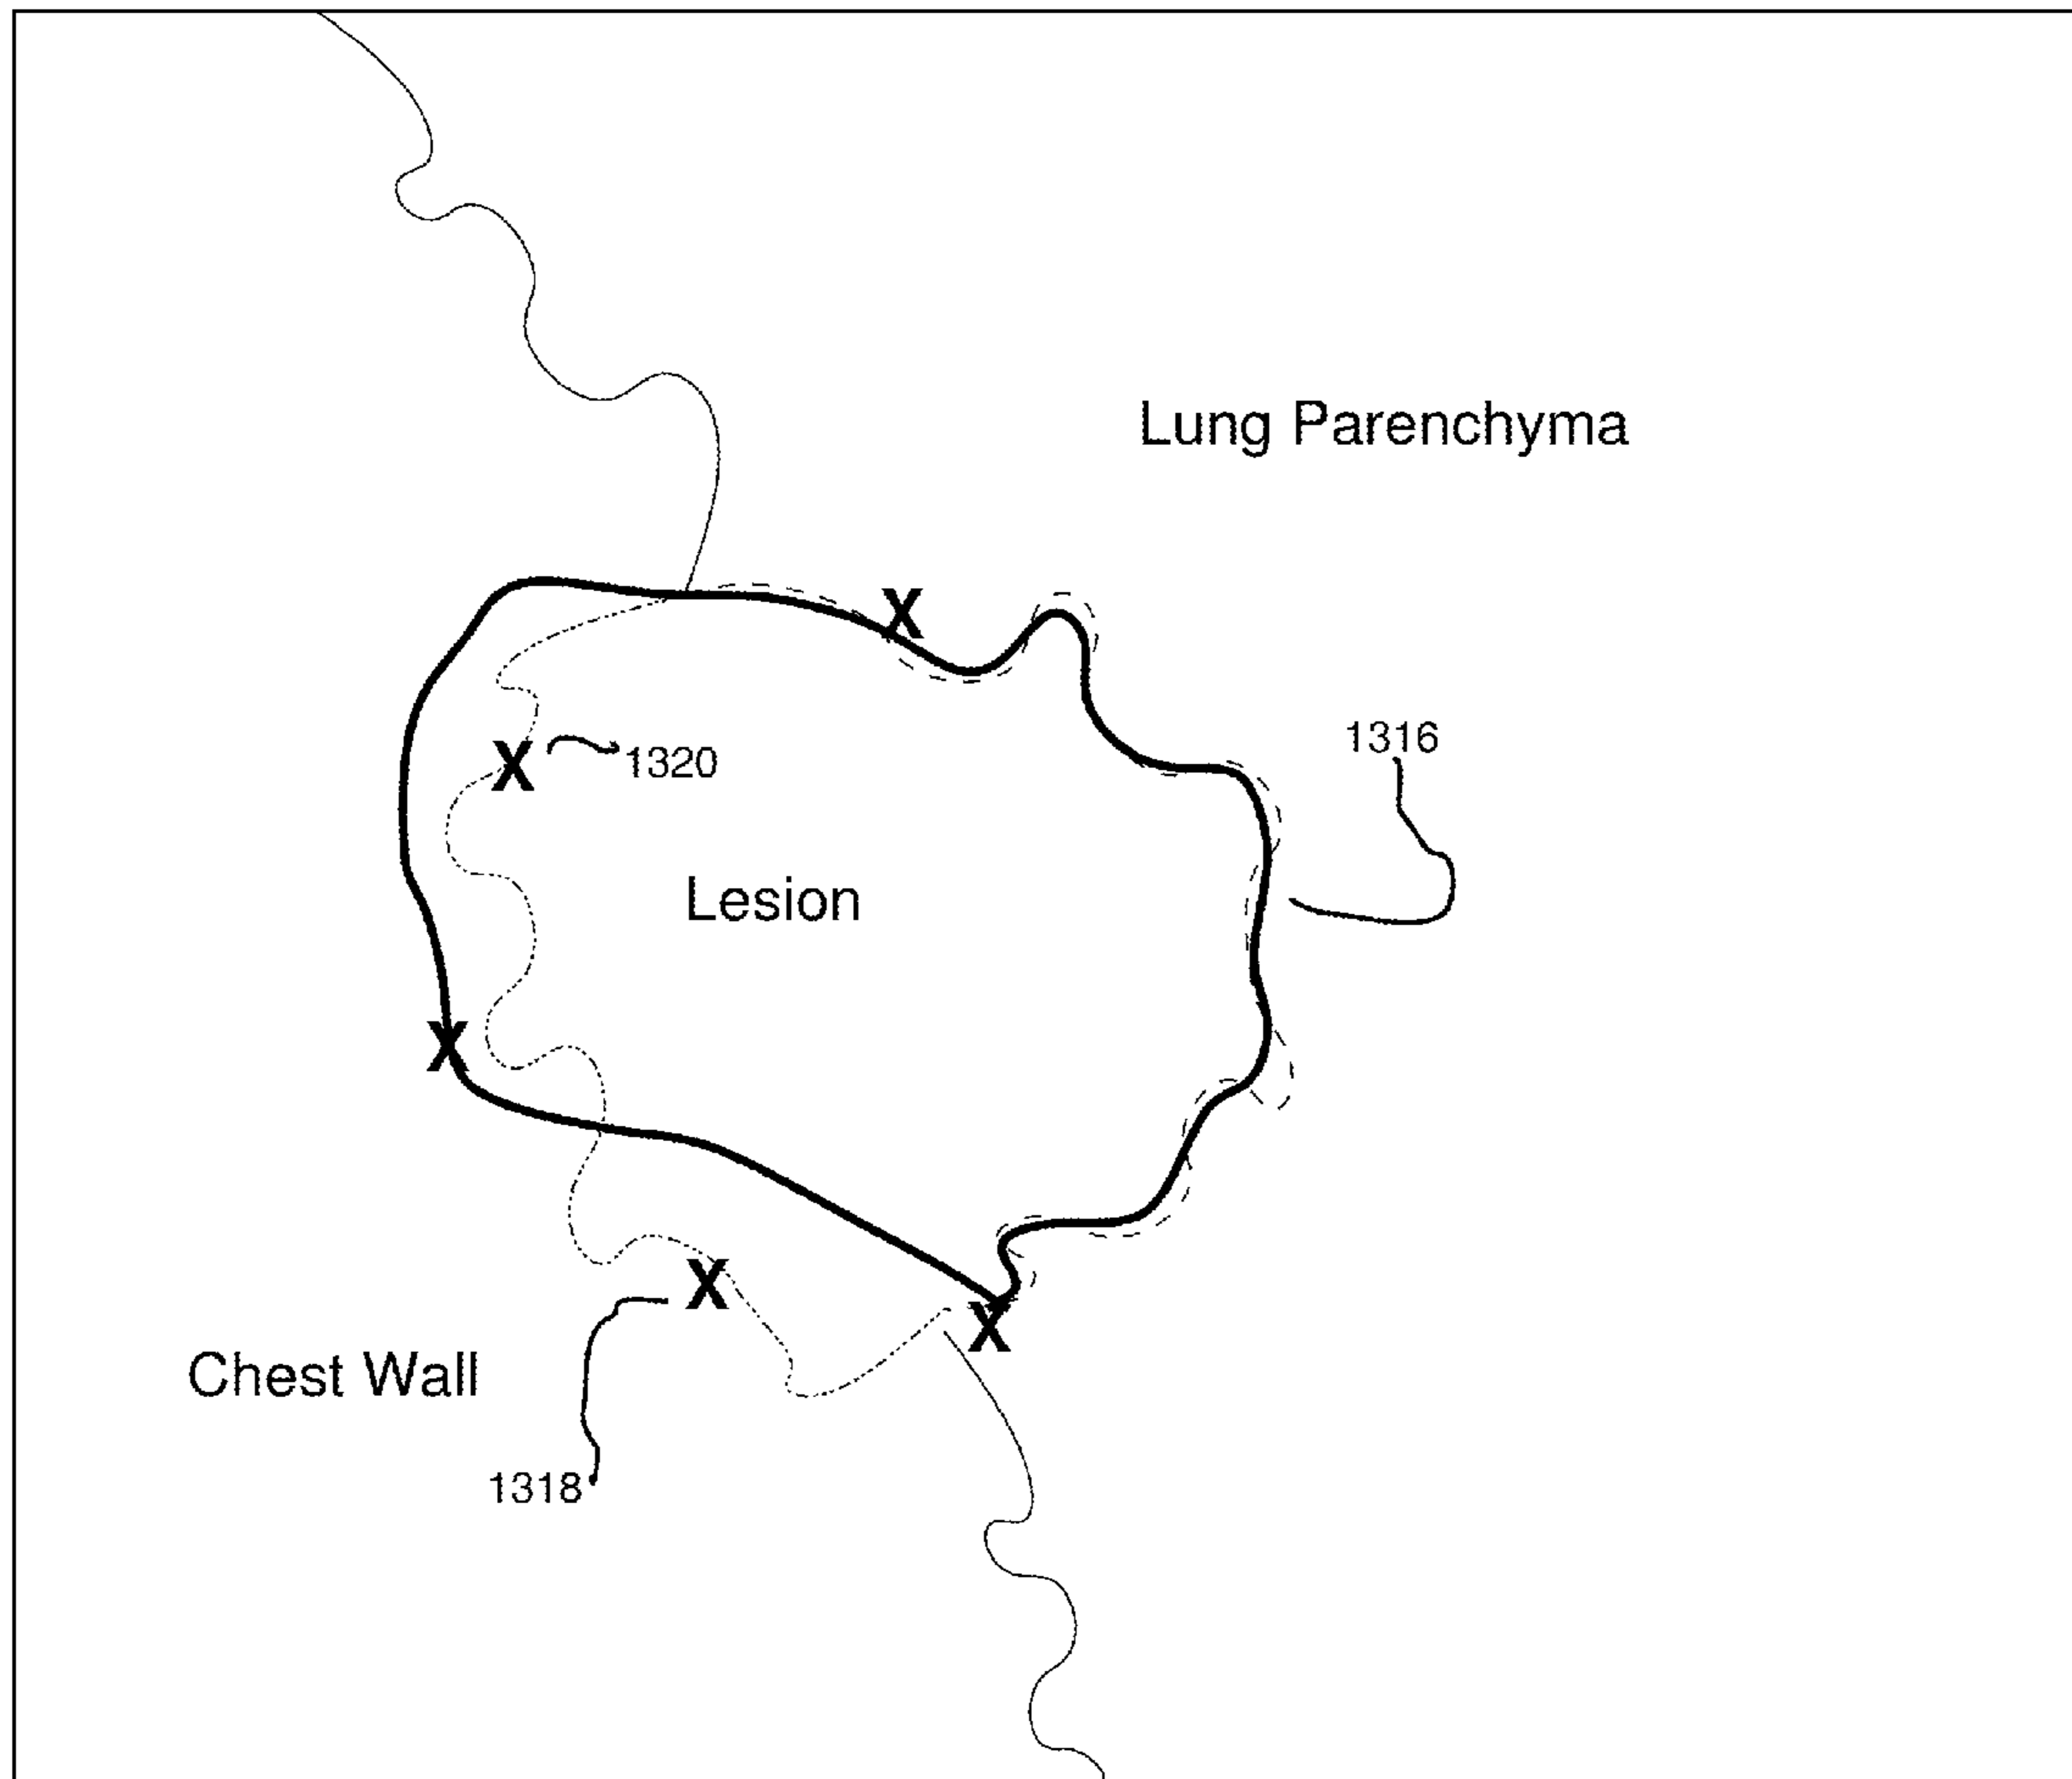 Lung Parenchyma
X
1316
X
1320
Lesion
X
X
X
Chest Wall
1318